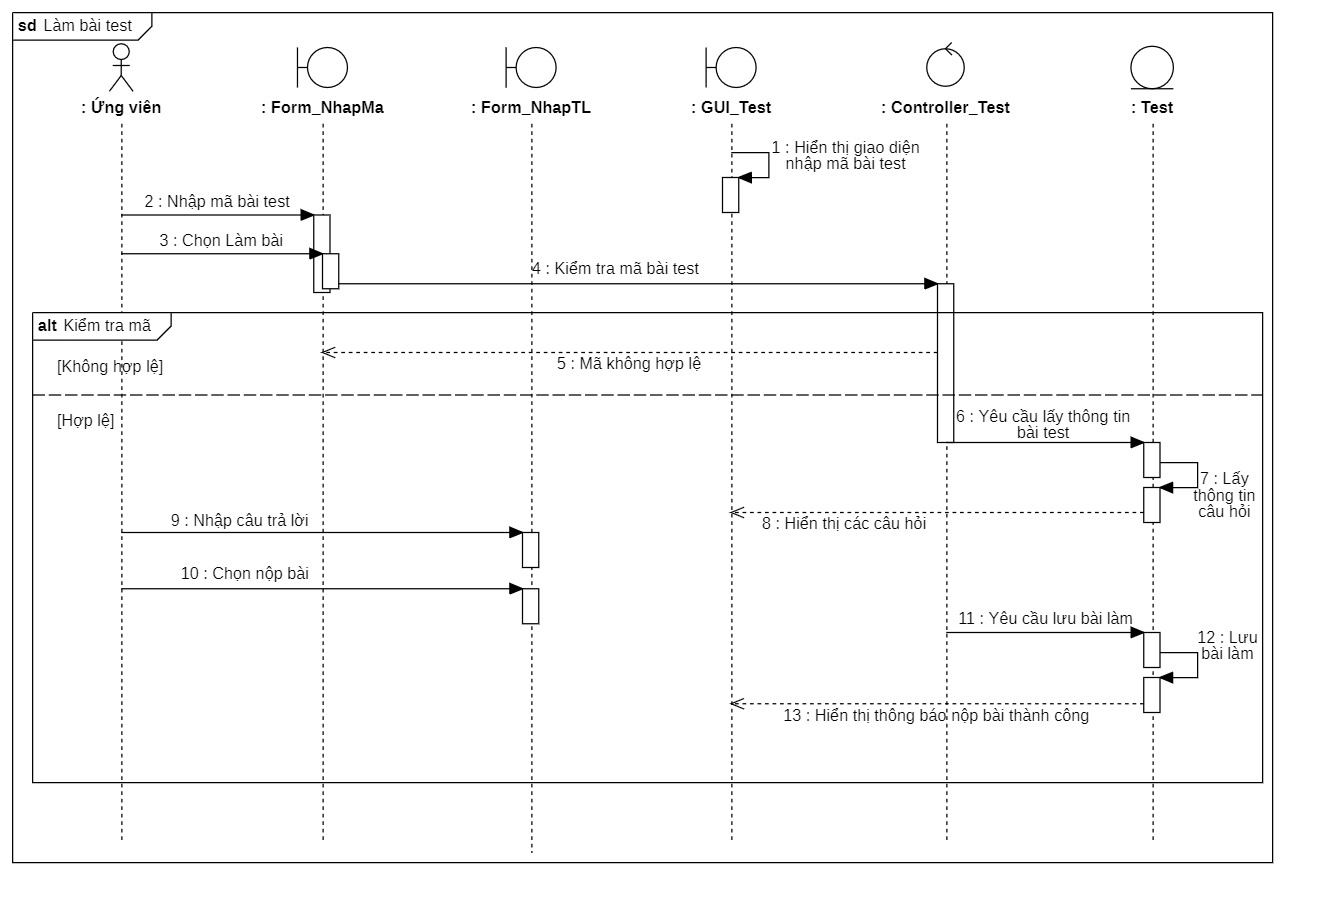 sd Làm bài test
: Ứng viên
: Form_NhapMa
: Form_NhapTL
: GUI_Test
: Controller_Test
: Test
1 : Hiển thị giao diện
nhập mã bài test
2 : Nhập mã bài test
3 : Chọn Làm bài
4 : Kiểm tra mã bài test
alt Kiểm tra mã
[Không hợp lệ]
5 : Mã không hợp lệ
[Hợp lệ]
6 : Yêu cầu lấy thông tin
bài test
7 : Lấy
thông tin
câu hỏi
8 : Hiển thị các câu hỏi
9 : Nhập câu trả lời
10 : Chọn nộp bài
11 : Yêu cầu lưu bài làm
12 : Lưu
bài làm
13 : Hiển thị thông báo nộp bài thành công